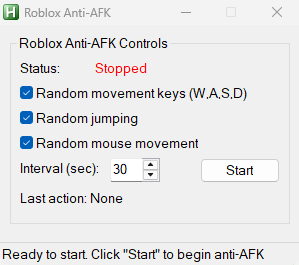 Roblox Anti-AFK
Roblox Anti-AFK Controls
Status: Stopped
Random movement keys (W,A,S,D)
Random jumping
Random mouse movement
Interval (sec): 30 Start
Last action: None
Ready to start. Click "Start" to begin anti-AFK